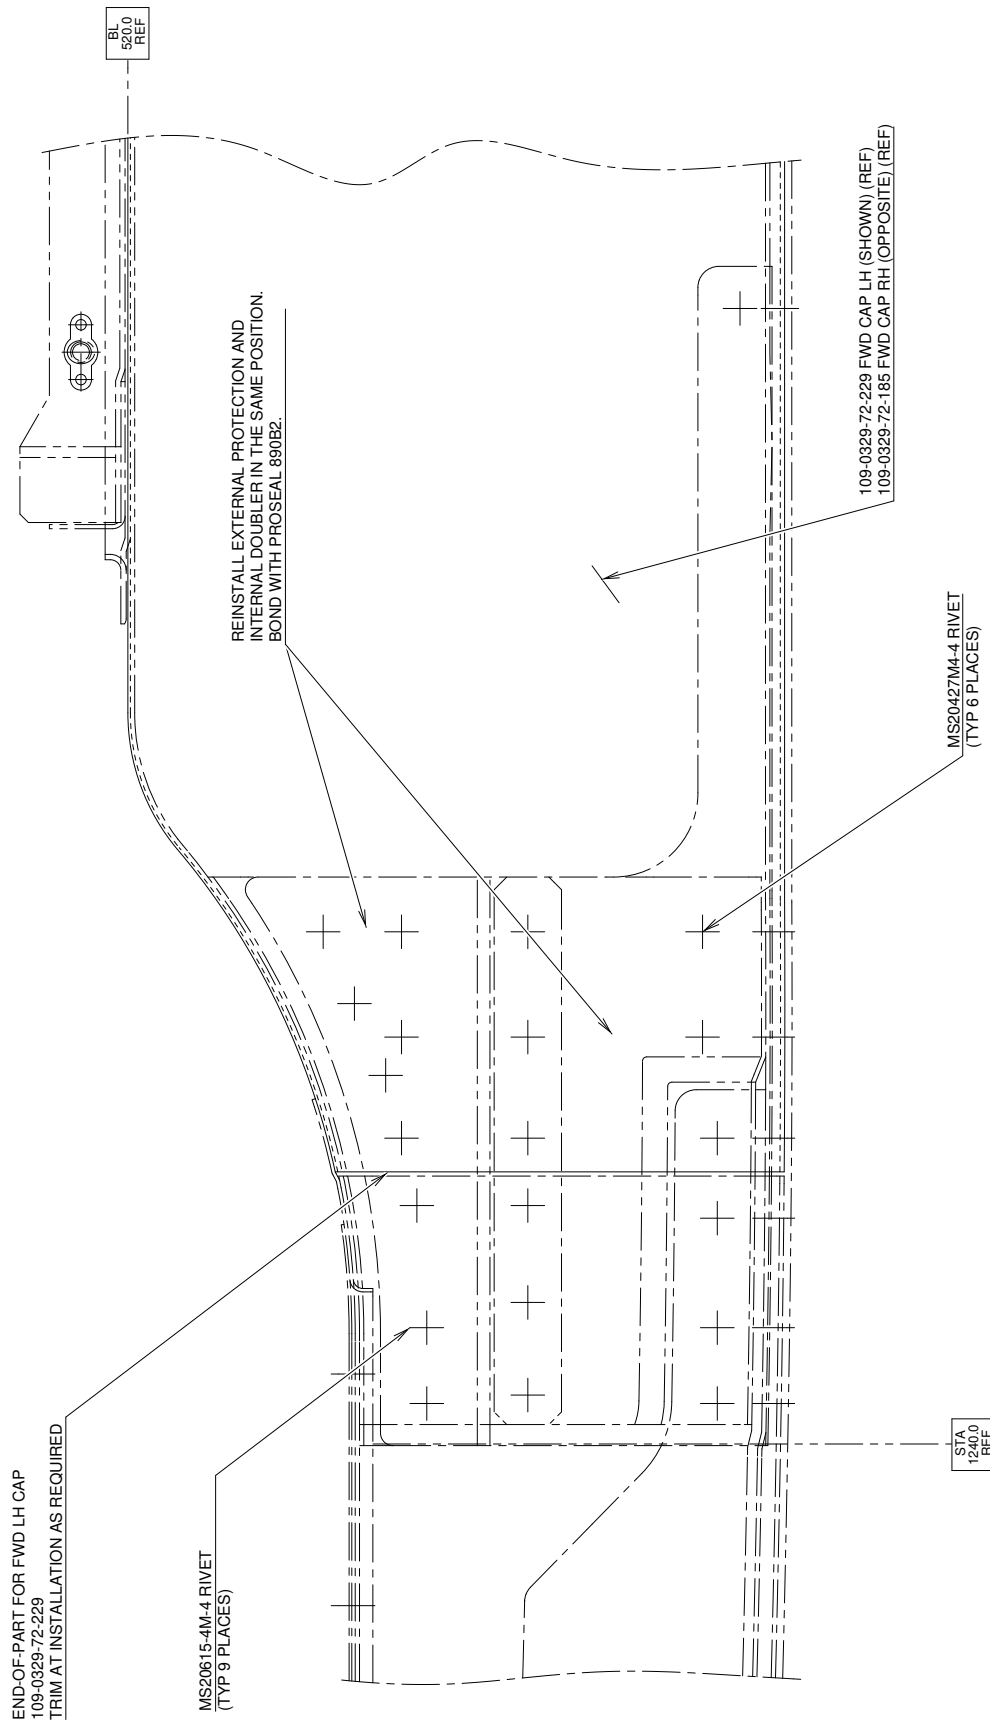 BL
520.0
REF
REINSTALL EXTERNAL PROTECTION AND
INTERNAL DOUBLER IN THE SAME POSITION.
BOND WITH PROSEAL 890B2.
109-0329-72-229 FWD CAP LH (SHOWN) (REF)
109-0329-72-185 FWD CAP RH (OPPOSITE) (REF)
MS20427M4-4 RIVET
(TYP 6 PLACES)
END-OF-PART FOR FWD LH CAP
109-0329-72-229
TRIM AT INSTALLATION AS REQUIRED
MS20615-4M-4 RIVET
(TYP 9 PLACES)
STA
1240.0
REF